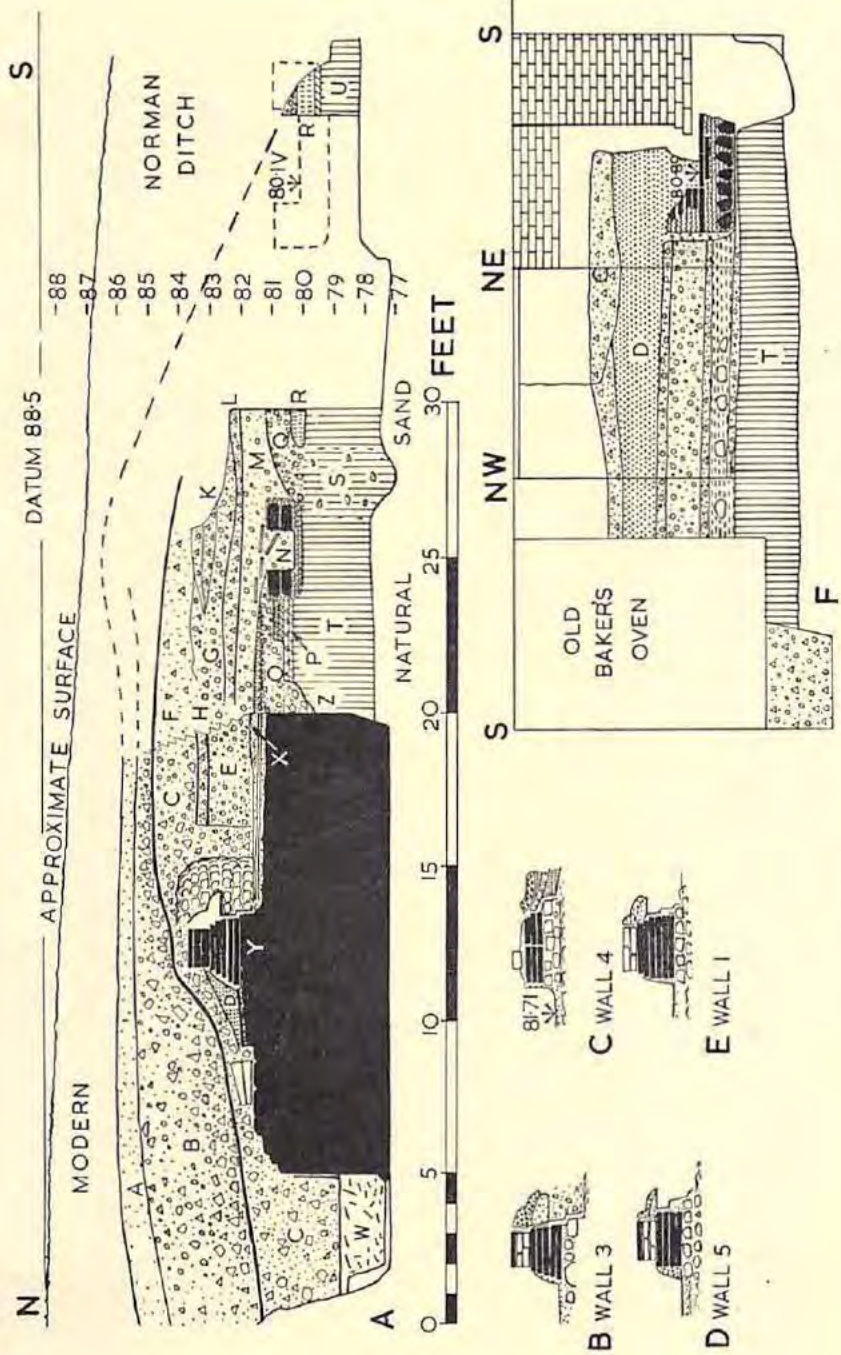 N
DATUM 88·5
S
APPROXIMATE SURFACE
MODERN
NORMAN
DITCH
-88
-87
-86
-85
-84
-83
-82
-81
-80
-79
-78
-77
A
B
C
C
D
E
F
G
H
K
L
M
N
O
P
Q
R
R
S
T
U
W
X
Y
Z
80·IV
NATURAL
SAND
A
0
5
10
15
20
25
30
FEET
B WALL 3
C WALL 4
81·71
D WALL 5
E WALL 1
S
NW
NE
S
OLD
BAKER'S
OVEN
C
D
T
F